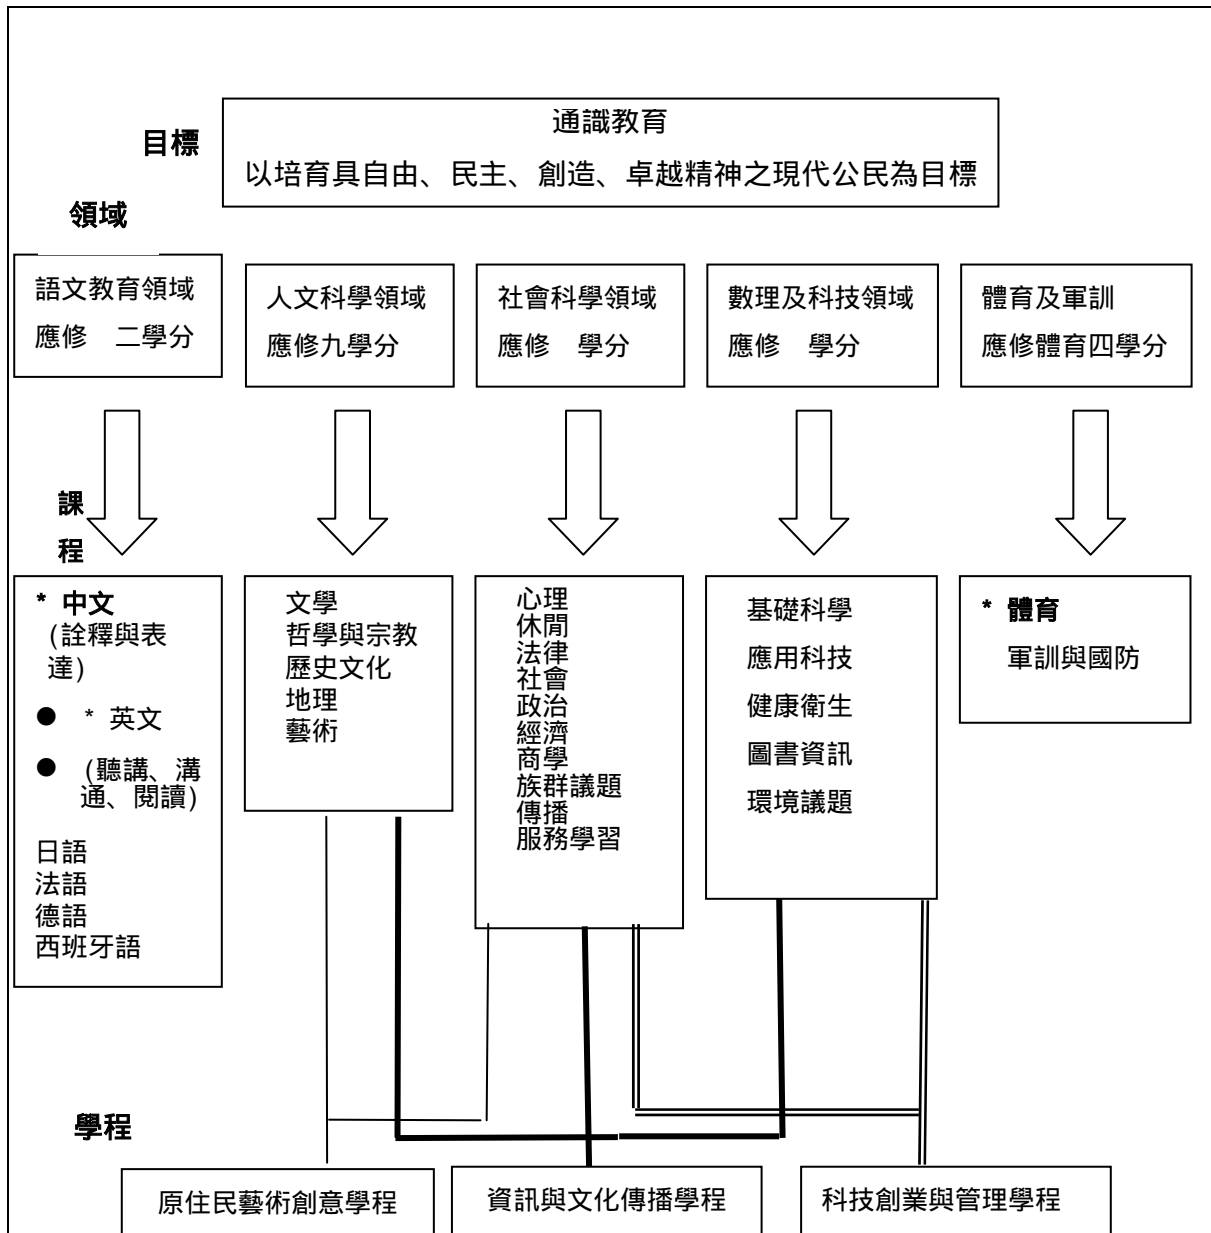 通識教育
目標
以培育具自由、民主、創造、卓越精神之現代公民為目標
領域
語文教育領域
應修　二學分
人文科學領域
應修九學分
社會科學領域
應修　學分
數理及科技領域
應修　學分
體育及軍訓
應修體育四學分
課
程
* 中文
(詮釋與表
達)
● * 英文
● (聽講、溝
通、閱讀)
日語
法語
德語
西班牙語
文學
哲學與宗教
歷史文化
地理
藝術
心理
休閒
法律
社會
政治
經濟
商學
族群議題
傳播
服務學習
基礎科學
應用科技
健康衛生
圖書資訊
環境議題
* 體育
軍訓與國防
學程
原住民藝術創意學程
資訊與文化傳播學程
科技創業與管理學程